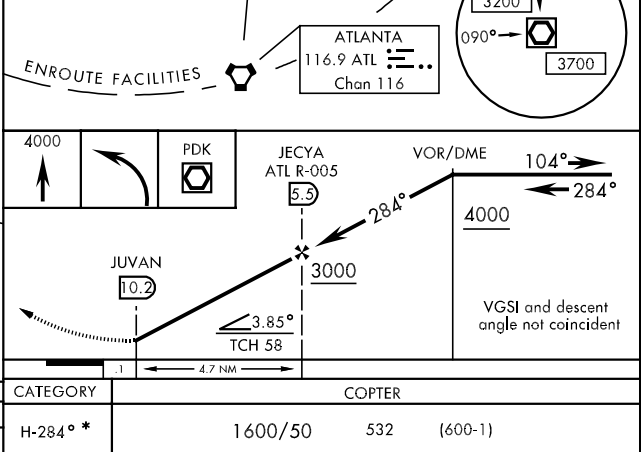 3200
090°
3700
ATLANTA
116.9 ATL
Chan 116
ENROUTE FACILITIES
4000
PDK
JECYA
ATL R-005
5.5
VOR/DME
104°
284°
284°
4000
JUVAN
10.2
3000
3.85°
TCH 58
VGSI and descent
angle not coincident
.1
4.7 NM
CATEGORY
COPTER
H-284° *
1600/50 532 (600-1)